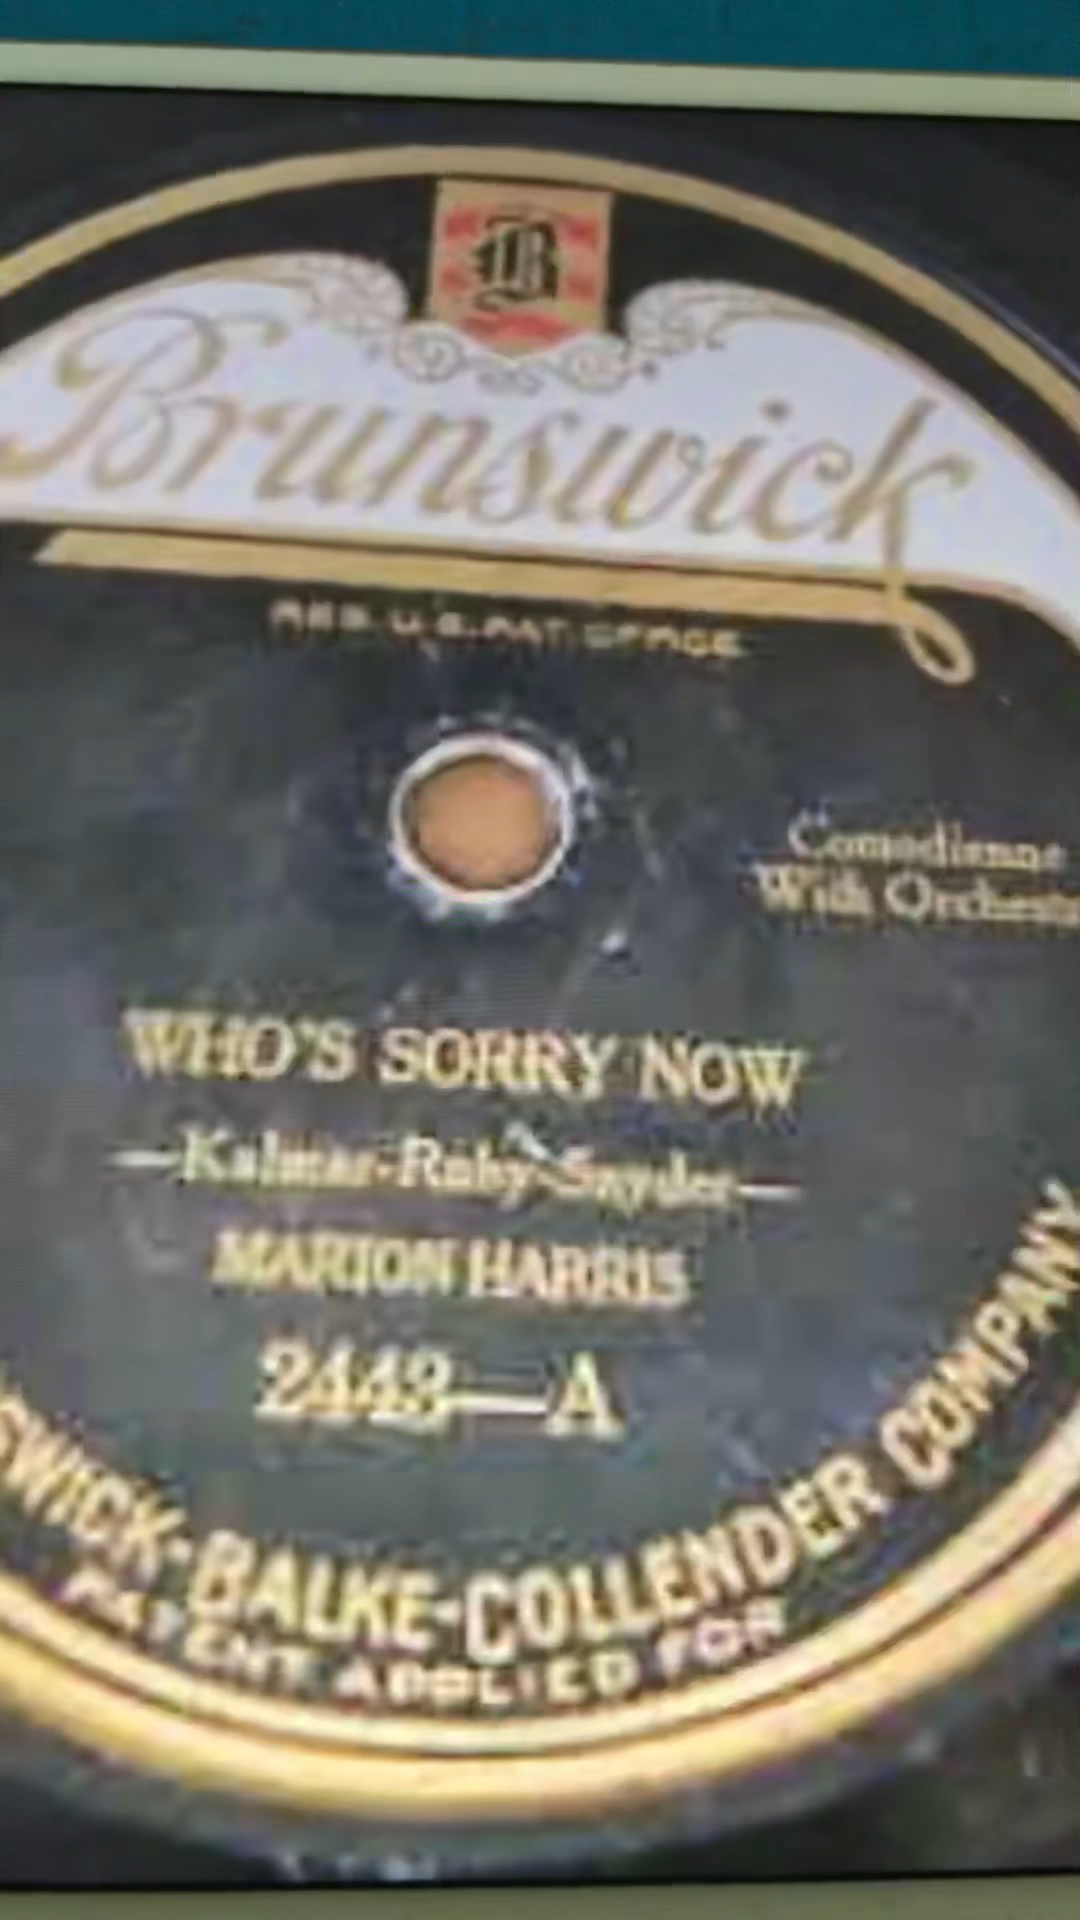 B
Brunswick
REG. U.S. PAT. OFFICE
Comedienne
With Orchestr
WHO'S SORRY NOW
—Kalmar-Ruby-Snyder—
MARION HARRIS
2443—A
SWICK-BALKE-COLLENDER COMPANY
PATENT APPLIED FOR